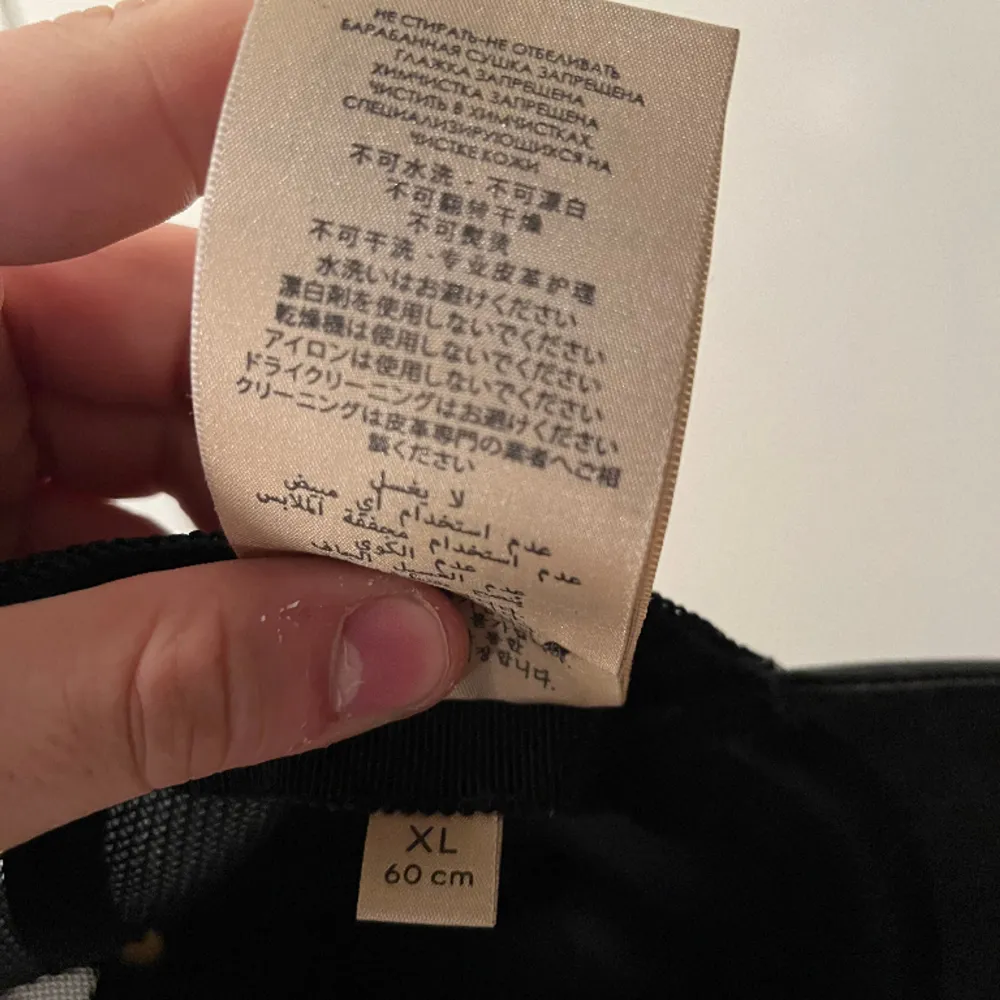 НЕ СТИРАТЬ-НЕ ОТБЕЛИВАТЬ
БАРАБАННАЯ СУШКА ЗАПРЕЩЕНА
ГЛАЖКА ЗАПРЕЩЕНА
ХИМЧИСТКА ЗАПРЕЩЕНА
ЧИСТИТЬ В ХИМЧИСТКАХ,
СПЕЦИАЛИЗИРУЮЩИХСЯ НА
ЧИСТКЕ КОЖИ
不可水洗 - 不可漂白
不可翻转干燥
不可熨烫
不可干洗 - 专业皮革护理
水洗いはお避けください
漂白剤を使用しないでください
乾燥機は使用しないでください
アイロンは使用しないでください
ドライクリーニングはお避けください
クリーニングは皮革専門の業者へご相
談ください
لا يغسل
عدم استخدام أي مبيض
عدم استخدام مجففة الملابس
عدم الكوي
XL
60 cm